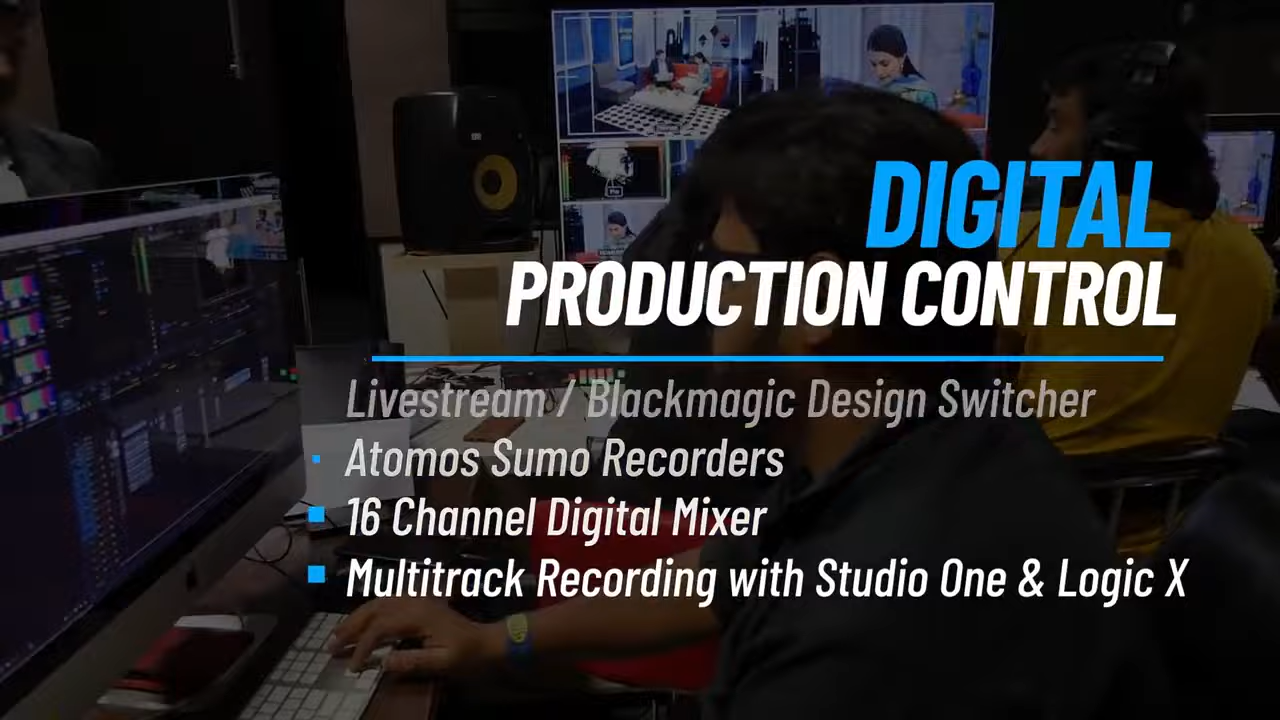 DIGITAL
PRODUCTION CONTROL
Livestream / Blackmagic Design Switcher
Atomos Sumo Recorders
16 Channel Digital Mixer
Multitrack Recording with Studio One & Logic X